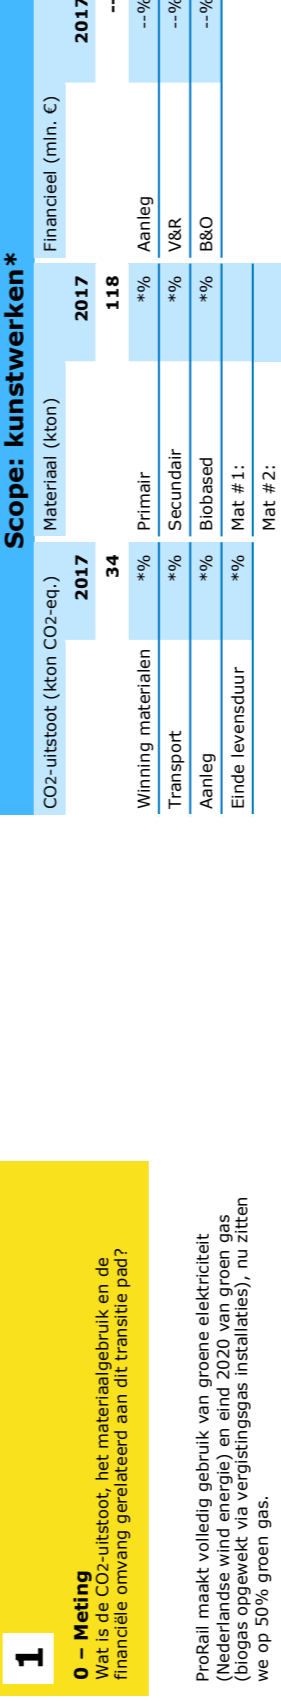 1
0 – Meting
Wat is de CO2-uitstoot, het materiaalgebruik en de
financiële omvang gerelateerd aan dit transitie pad?
ProRail maakt volledig gebruik van groene elektriciteit
(Nederlandse wind energie) en eind 2020 van groen gas
(biogas opgewekt via vergistingsgas installaties), nu zitten
we op 50% groen gas.
Scope: kunstwerken*
CO2-uitstoot (kton CO2-eq.)
2017
34
Winning materialen *%
Transport *%
Aanleg *%
Einde levensduur *%
Materiaal (kton)
2017
118
Primair *%
Secundair *%
Biobased *%
Mat #1:
Mat #2:
Financieel (mln. €)
2017
--
Aanleg --%
V&R --%
B&O --%